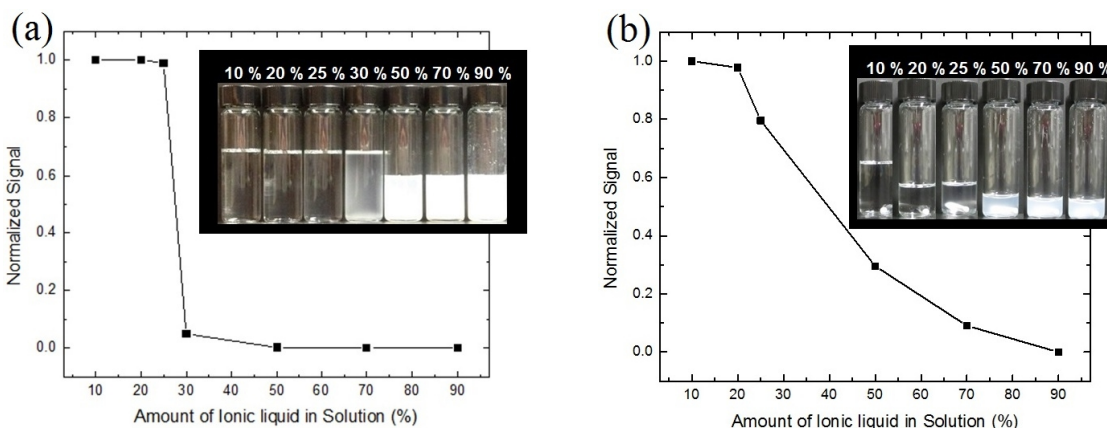 (a)
1.0
0.8
0.6
0.4
0.2
0.0
Normalized Signal
10 % 20 % 25 % 30 % 50 % 70 % 90 %
10 20 30 40 50 60 70 80 90
Amount of Ionic liquid in Solution (%)
(b)
1.0
0.8
0.6
0.4
0.2
0.0
Normalized Signal
10 % 20 % 25 % 50 % 70 % 90 %
10 20 30 40 50 60 70 80 90
Amount of Ionic liquid in Solution (%)